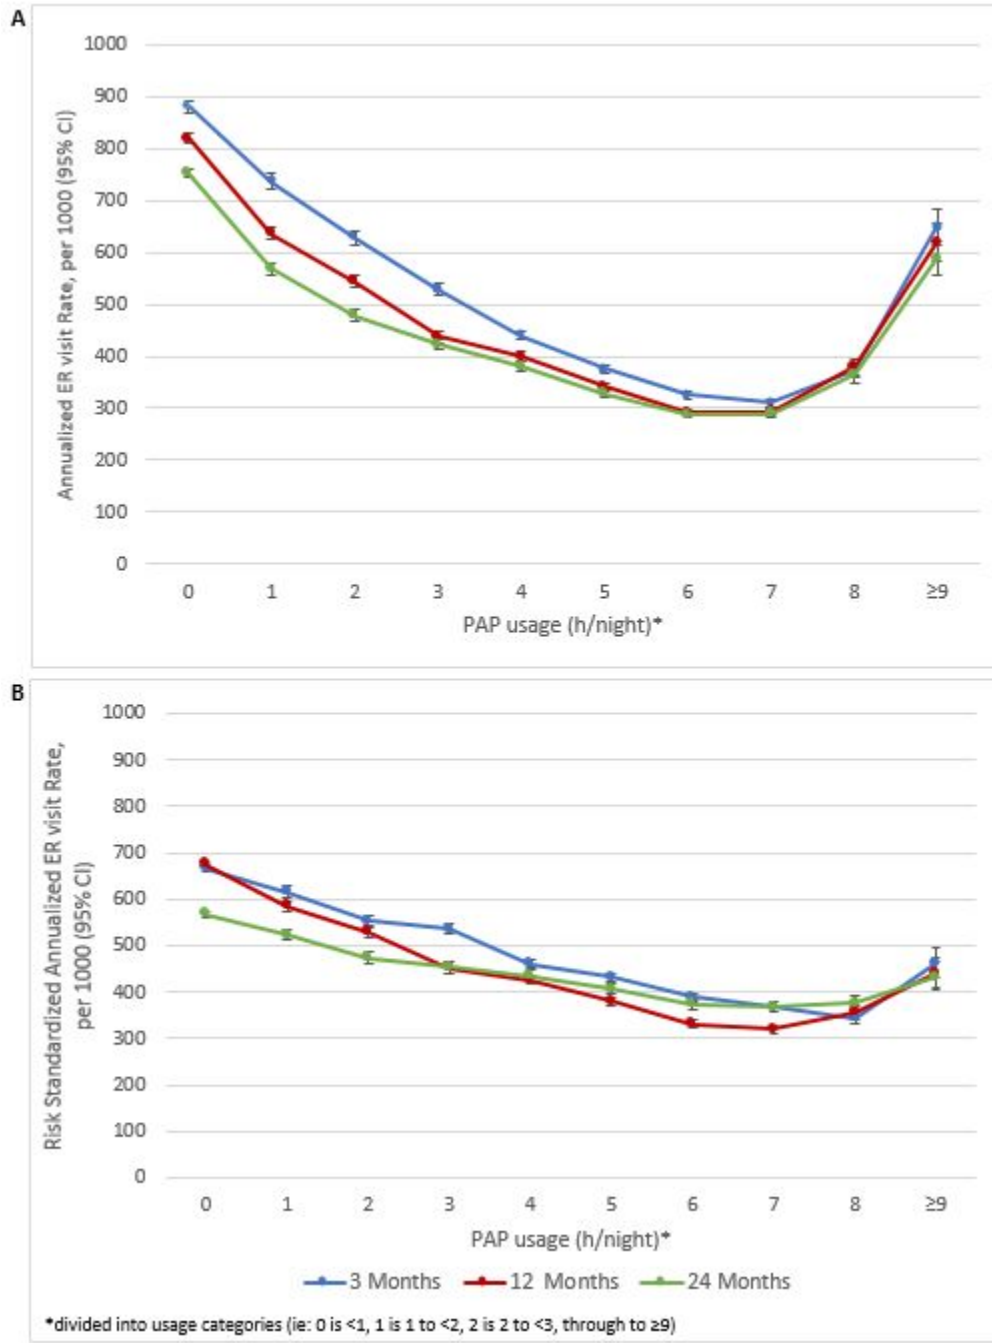 A
Annualized ER visit Rate, per 1000 (95% CI)
1000
900
800
700
600
500
400
300
200
100
0
0 1 2 3 4 5 6 7 8 ≥9
PAP usage (h/night)*
B
Risk Standardized Annualized ER visit Rate,
per 1000 (95% CI)
1000
900
800
700
600
500
400
300
200
100
0
0 1 2 3 4 5 6 7 8 ≥9
PAP usage (h/night)*
3 Months 12 Months 24 Months
*divided into usage categories (ie: 0 is <1, 1 is 1 to <2, 2 is 2 to <3, through to ≥9)